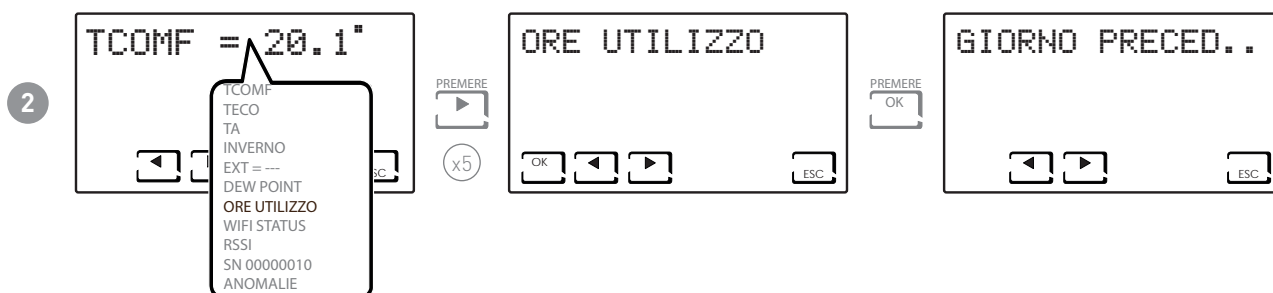 2
TCOMF = 20.1°
TCOMF
TECO
TA
INVERNO
EXT = ---
DEW POINT
ORE UTILIZZO
WIFI STATUS
RSSI
SN 00000010
ANOMALIE
PREMERE
x5
ORE UTILIZZO
OK
ESC
PREMERE
OK
GIORNO PRECED..
ESC